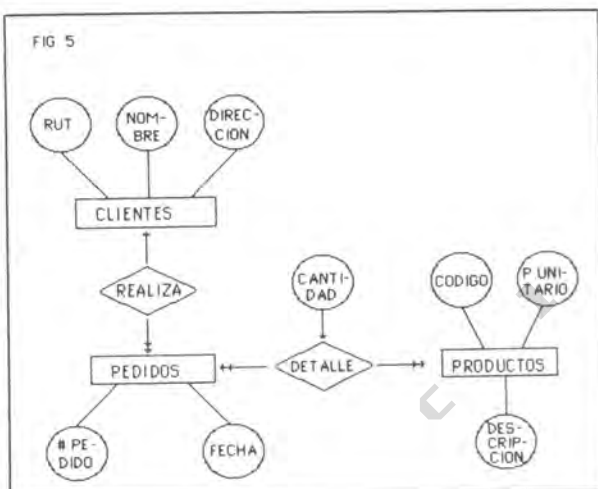 FIG 5
RUT
NOM-
BRE
DIREC-
CION
CLIENTES
REALIZA
CANTI-
DAD
CODIGO
P.UNI-
TARIO
PEDIDOS
DETALLE
PRODUCTOS
# PE-
DIDO
FECHA
DES-
CRIP-
CION